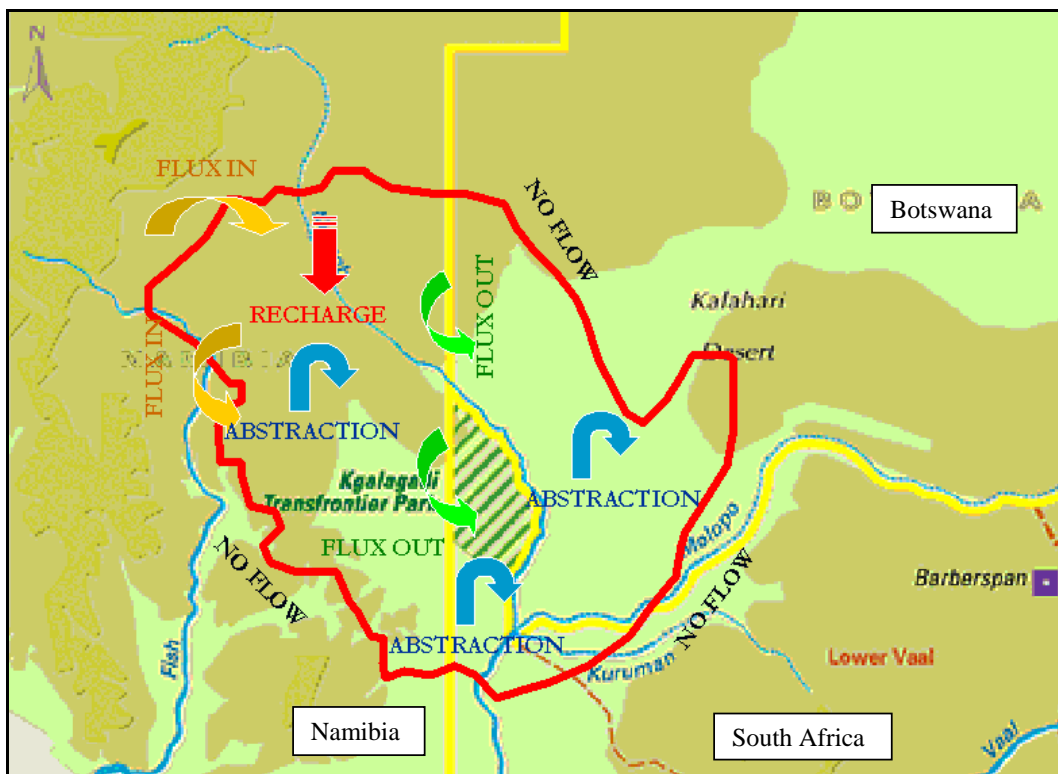 N
FLUX IN
NO FLOW
Botswana
FLUX OUT
Kalahari
Desert
RECHARGE
FLUX IN
NAMIBIA
ABSTRACTION
Kgalagadi
Transfrontier Park
ABSTRACTION
FLUX OUT
NO FLOW
Molopo
NO FLOW
Barberspan
ABSTRACTION
Kuruman
Fish
Lower Vaal
Namibia
South Africa
Vaal